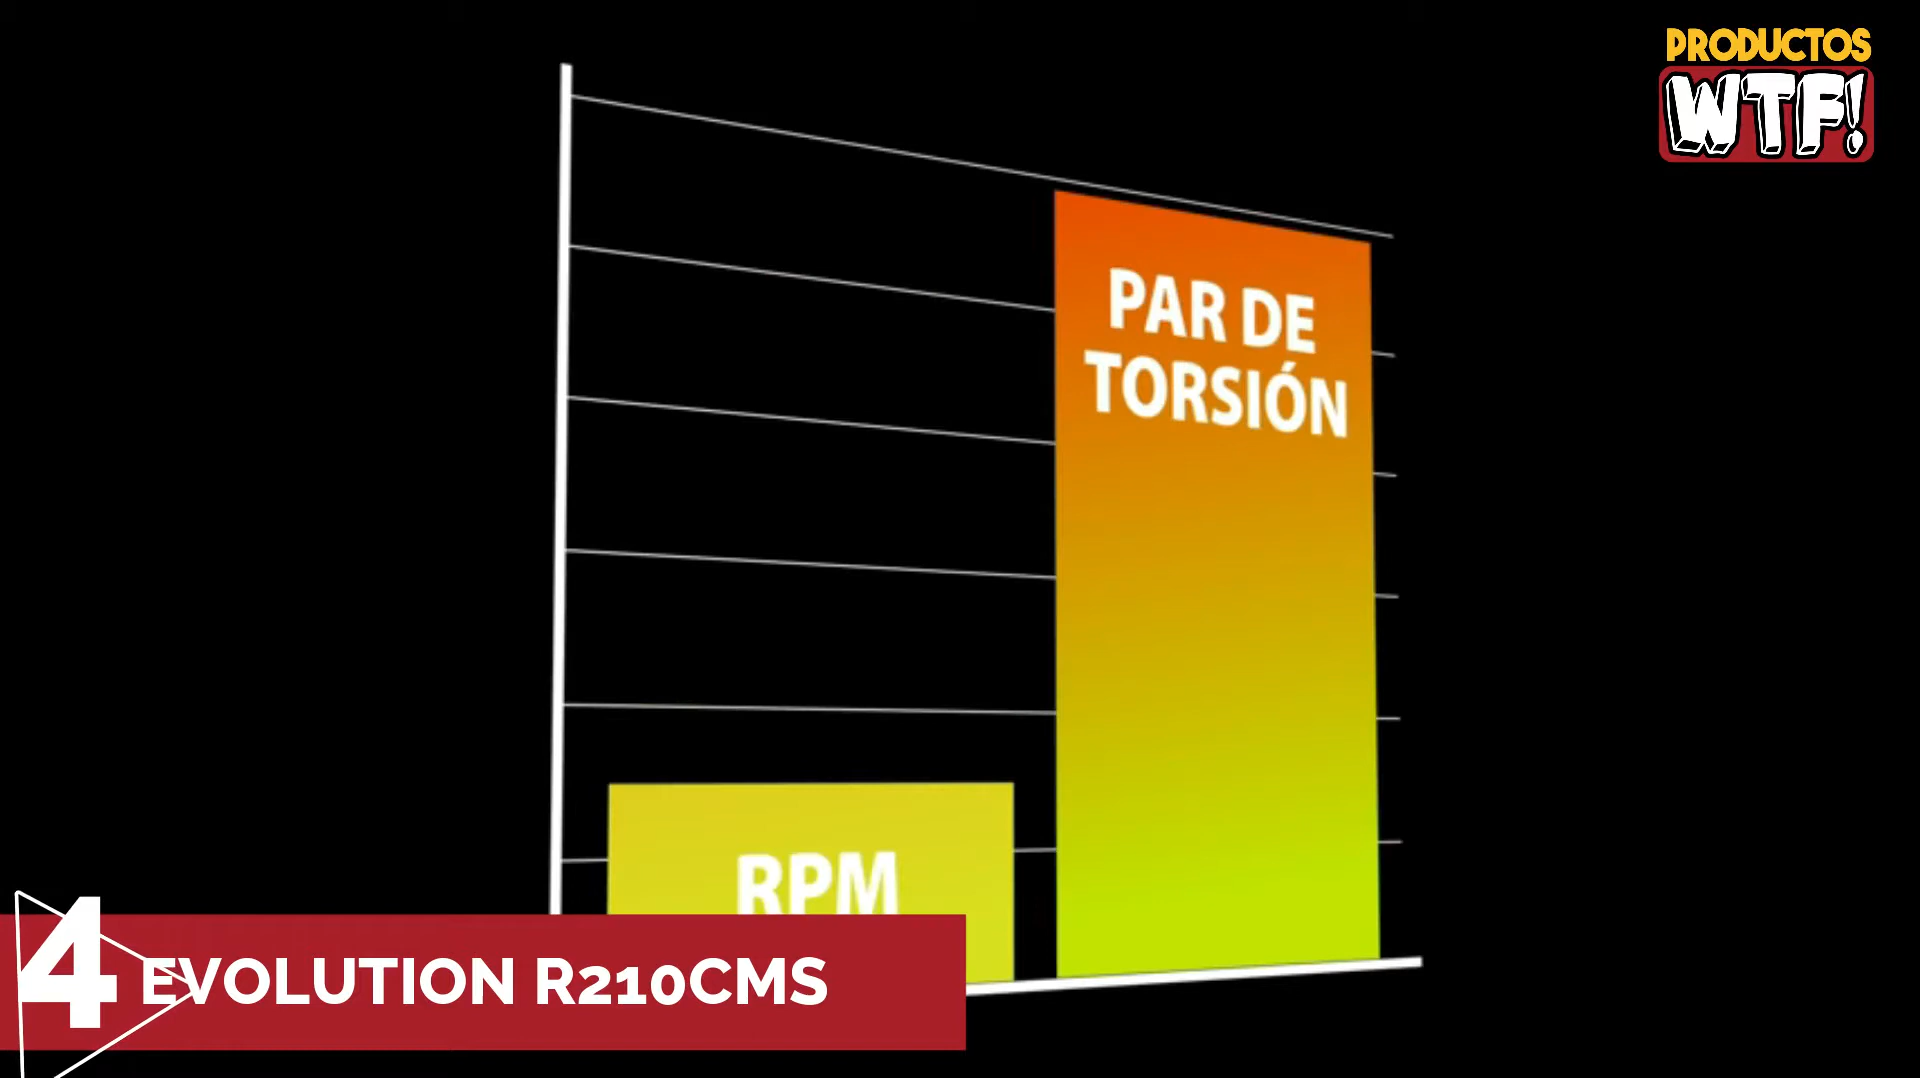 PRODUCTOS
WTF!
PAR DE
TORSIÓN
RPM
4 EVOLUTION R210CMS